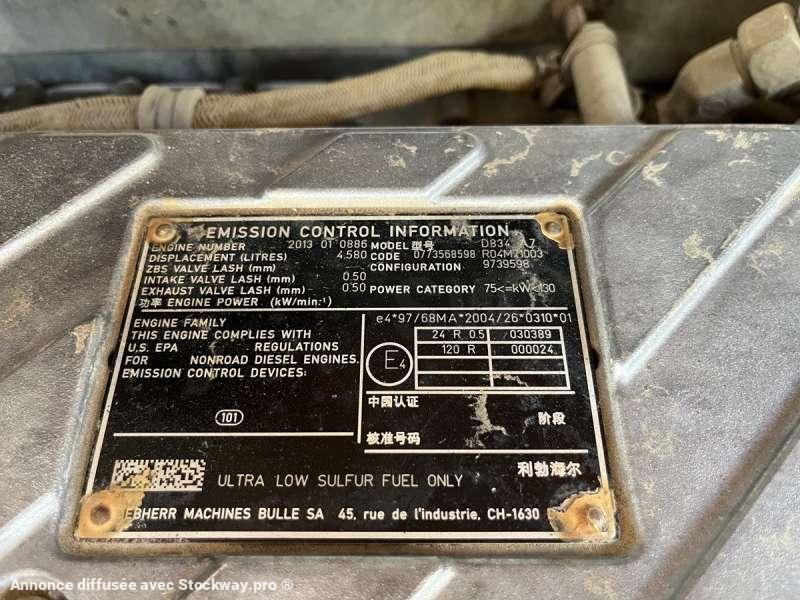 EMISSION CONTROL INFORMATION
ENGINE NUMBER 2013 01 0886 MODEL 型号 D834 A7
DISPLACEMENT (LITRES) 4.580 CODE 0773568598 R04M71003
ZBS VALVE LASH (mm) CONFIGURATION 9739598
INTAKE VALVE LASH (mm) 0.50
EXHAUST VALVE LASH (mm) 0.50 POWER CATEGORY 75<=kW<130
功率 ENGINE POWER (kW/min-¹)
ENGINE FAMILY
THIS ENGINE COMPLIES WITH
U.S. EPA REGULATIONS
FOR NONROAD DIESEL ENGINES.
EMISSION CONTROL DEVICES:
101
e4*97/68MA*2004/26*0310*01
E4
24 R 0.5 030389
120 R 000024
中国认证
阶段
核准号码
ULTRA LOW SULFUR FUEL ONLY
利勃海尔
MACHINES BULLE SA 45, rue de l'industrie, CH-1630
Annonce diffusée avec Stockway.pro ®